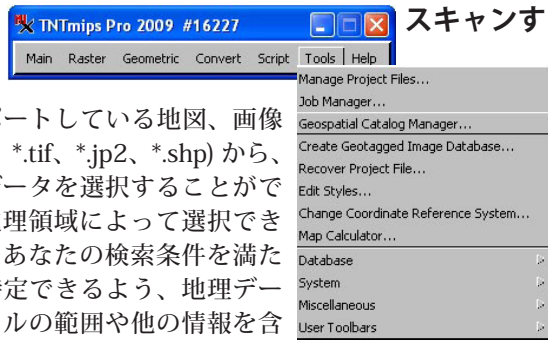 TNTmips Pro 2009 #16227
Main Raster Geometric Convert Script Tools Help
スキャンす
Manage Project Files...
Job Manager...
Geospatial Catalog Manager...
Create Geotagged Image Database...
Recover Project File...
Edit Styles...
Change Coordinate Reference System...
Map Calculator...
Database
System
Miscellaneous
User Toolbars
ポートしている地図、画像
*.tif、*.jp2、*.shp) から、
データを選択することがで
理領域によって選択でき
あなたの検索条件を満た
定できるよう、地理デー
ルの範囲や他の情報を含